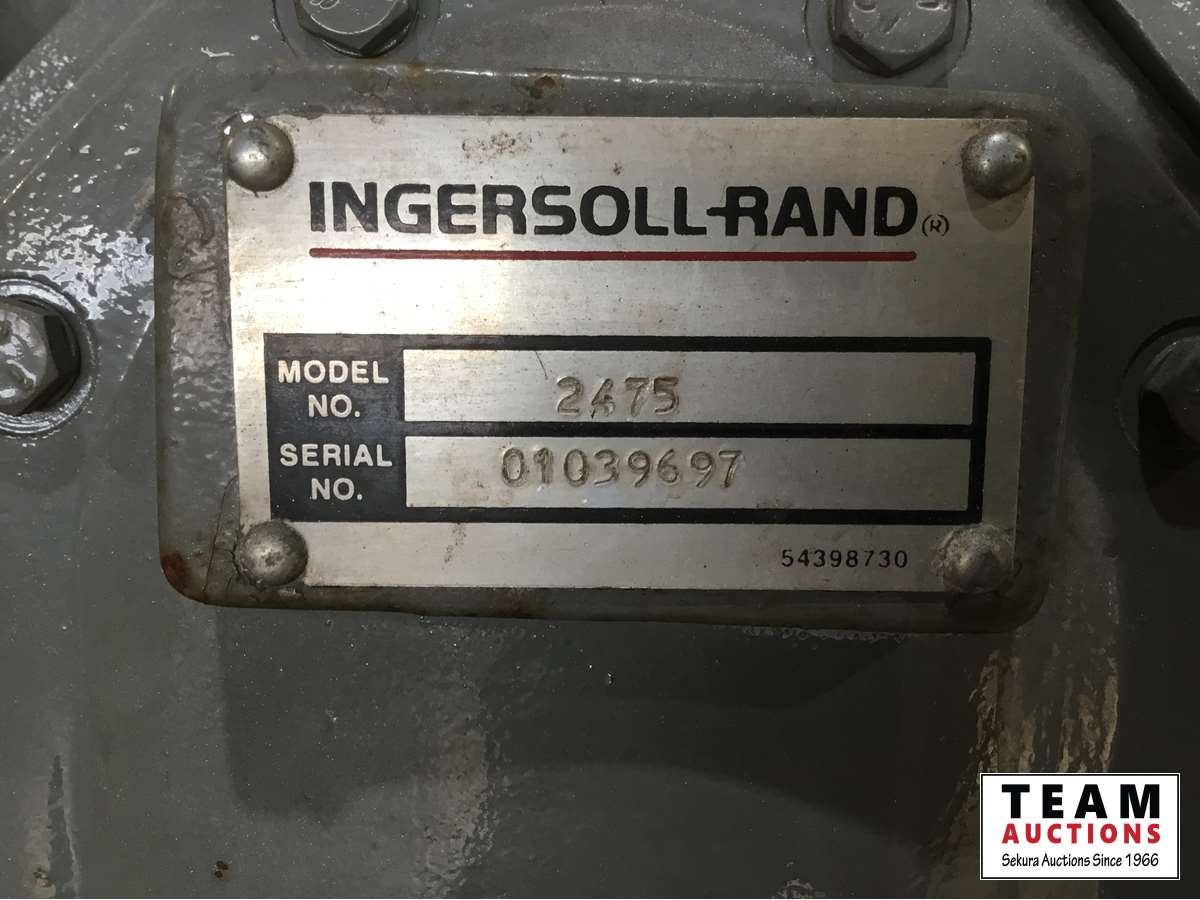 INGERSOLL-RAND®
MODEL NO.
2475
SERIAL NO.
01039697
54398730
TEAM
AUCTIONS
Sekura Auctions Since 1966